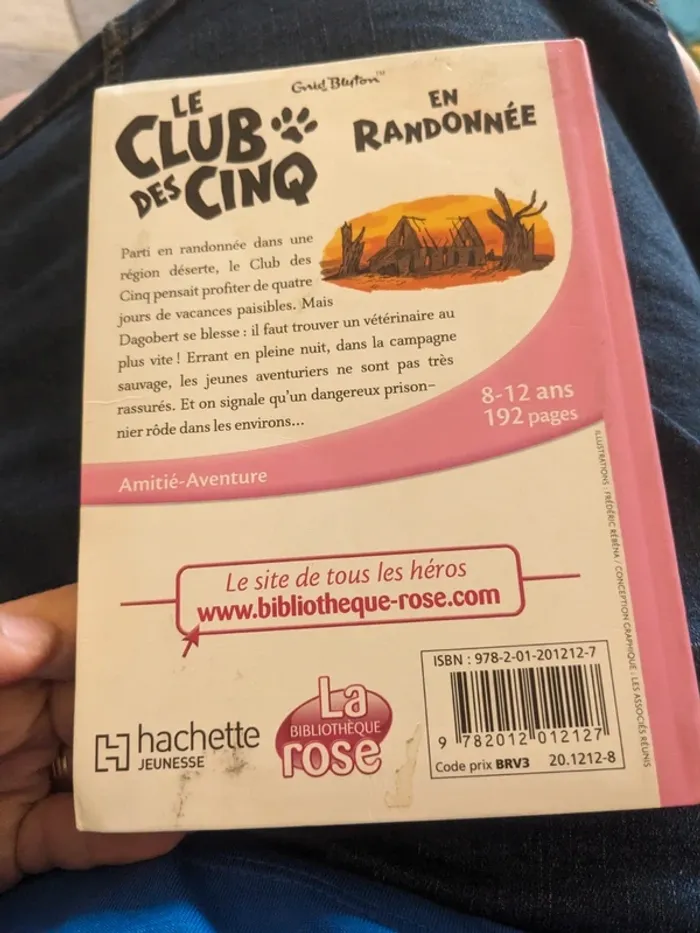 Enid Blyton™
LE
CLUB
DES CINQ
EN
RANDONNÉE
Parti en randonnée dans une
région déserte, le Club des
Cinq pensait profiter de quatre
jours de vacances paisibles. Mais
Dagobert se blesse : il faut trouver un vétérinaire au
plus vite ! Errant en pleine nuit, dans la campagne
sauvage, les jeunes aventuriers ne sont pas très
rassurés. Et on signale qu'un dangereux prison-
nier rôde dans les environs...
8-12 ans
192 pages
Amitié-Aventure
ILLUSTRATIONS : FRÉDÉRIC RÉBÉNA / CONCEPTION GRAPHIQUE : LES ASSOCIÉS RÉUNIS
Le site de tous les héros
www.bibliotheque-rose.com
hachette
JEUNESSE
La
BIBLIOTHÈQUE
rose
ISBN : 978-2-01-201212-7
9 782012 012127
Code prix BRV3 20.1212-8